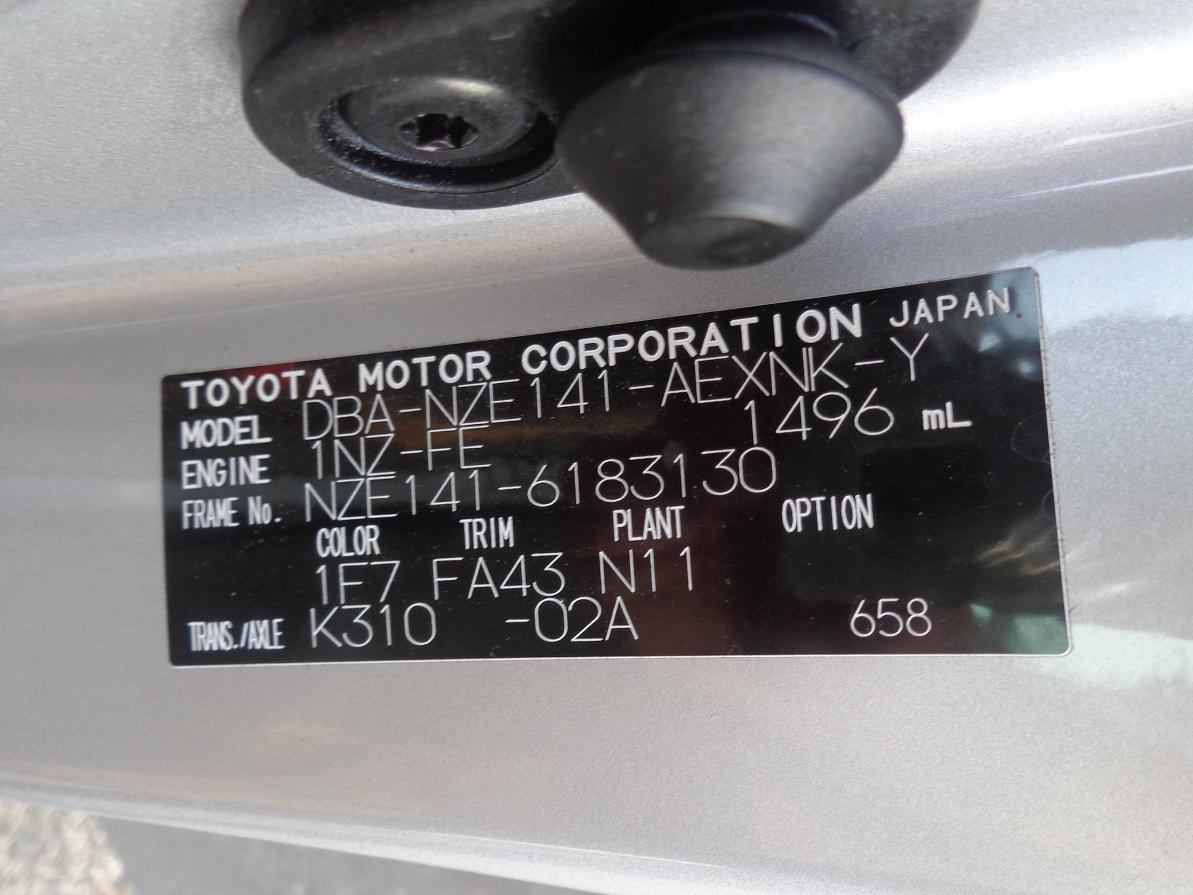 TOYOTA MOTOR CORPORATION JAPAN
MODEL DBA-NZE141-AEXNK-Y
ENGINE 1NZ-FE 1496 mL
FRAME No. NZE141-6183130
COLOR TRIM PLANT OPTION
1F7 FA43 N11
TRANS./AXLE K310 -02A 658